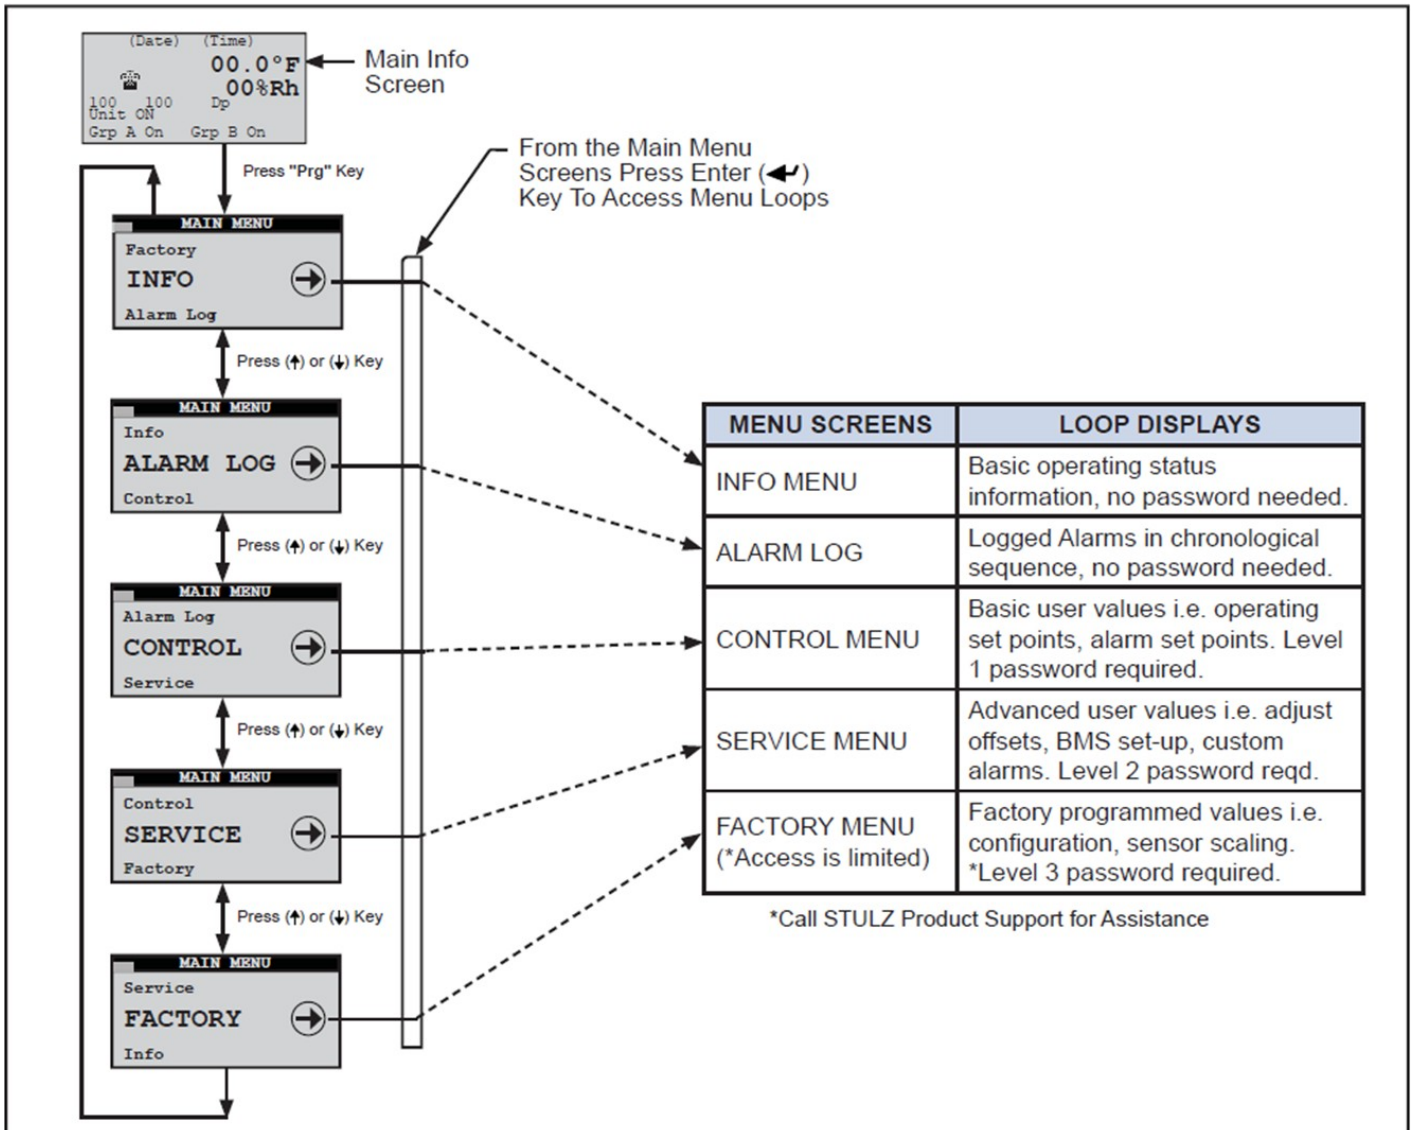 (Date) (Time)
00.0°F
00%Rh
100 100 Dp
Unit ON
Grp A On Grp B On
Main Info
Screen
Press "Prg" Key
From the Main Menu
Screens Press Enter (↵)
Key To Access Menu Loops
MAIN MENU
Factory
INFO
Alarm Log
Press (↑) or (↓) Key
MAIN MENU
Info
ALARM LOG
Control
Press (↑) or (↓) Key
MAIN MENU
Alarm Log
CONTROL
Service
Press (↑) or (↓) Key
MAIN MENU
Control
SERVICE
Factory
Press (↑) or (↓) Key
MAIN MENU
Service
FACTORY
Info
MENU SCREENS LOOP DISPLAYS
INFO MENU
Basic operating status
information, no password needed.
ALARM LOG
Logged Alarms in chronological
sequence, no password needed.
CONTROL MENU
Basic user values i.e. operating
set points, alarm set points. Level
1 password required.
SERVICE MENU
Advanced user values i.e. adjust
offsets, BMS set-up, custom
alarms. Level 2 password reqd.
FACTORY MENU
(*Access is limited)
Factory programmed values i.e.
configuration, sensor scaling.
*Level 3 password required.
*Call STULZ Product Support for Assistance